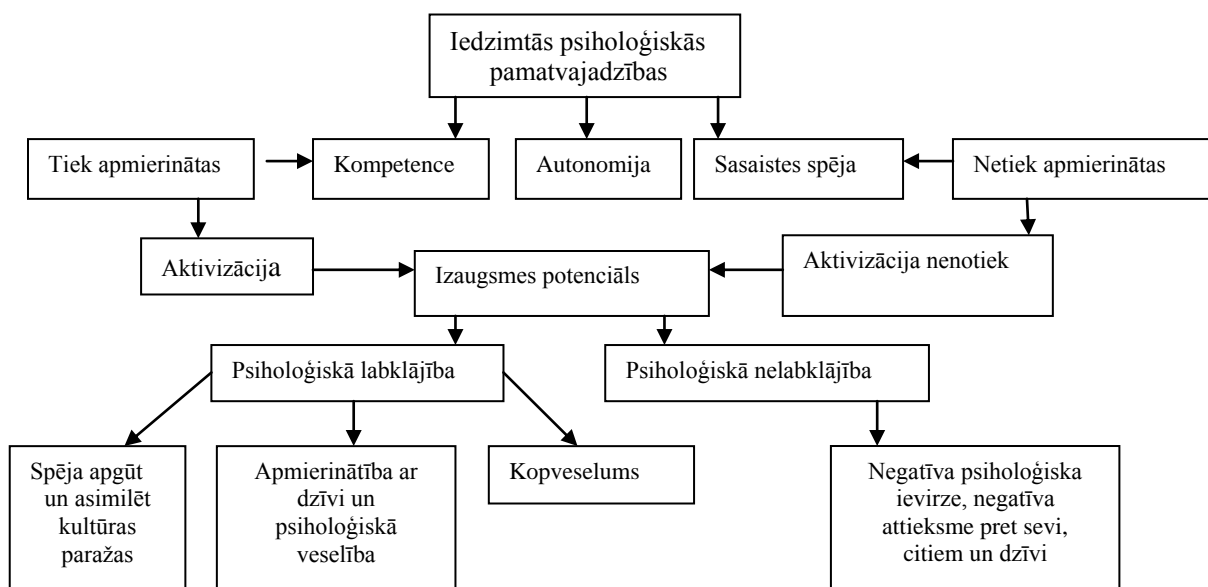 Iedzimtās psiholoģiskās
pamatvajadzības
Tiek apmierinātas
Kompetence
Autonomija
Sasaistes spēja
Netiek apmierinātas
Aktivizācija
Izaugsmes potenciāls
Aktivizācija nenotiek
Psiholoģiskā labklājība
Psiholoģiskā nelabklājība
Spēja apgūt
un asimilēt
kultūras
paražas
Apmierinātība ar
dzīvi un
psiholoģiskā
veselība
Kopveselums
Negatīva psiholoģiska
ievirze, negatīva
attieksme pret sevi,
citiem un dzīvi